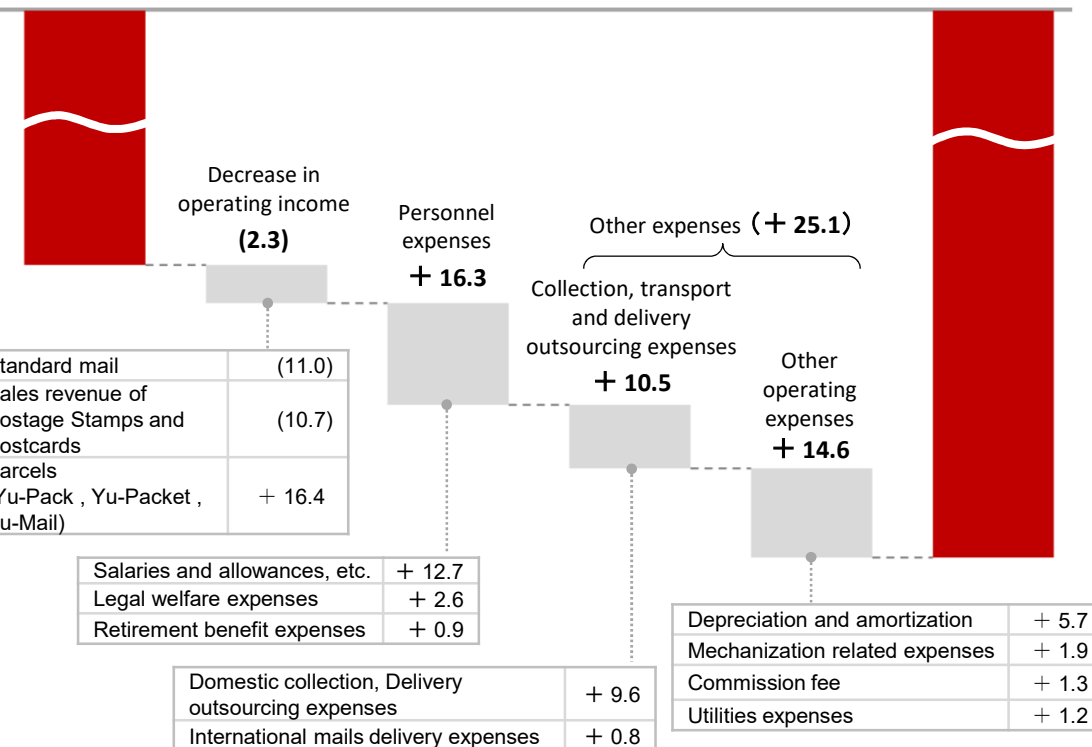 Decrease in
operating income
(2.3)
Personnel
expenses
+ 16.3
Other expenses (+ 25.1)
Collection, transport
and delivery
outsourcing expenses
+ 10.5
Other
operating
expenses
+ 14.6
tandard mail (11.0)
ales revenue of
ostage Stamps and
ostcards (10.7)
arcels
Yu-Pack , Yu-Packet ,
u-Mail) + 16.4
Salaries and allowances, etc. + 12.7
Legal welfare expenses + 2.6
Retirement benefit expenses + 0.9
Domestic collection, Delivery
outsourcing expenses + 9.6
International mails delivery expenses + 0.8
Depreciation and amortization + 5.7
Mechanization related expenses + 1.9
Commission fee + 1.3
Utilities expenses + 1.2